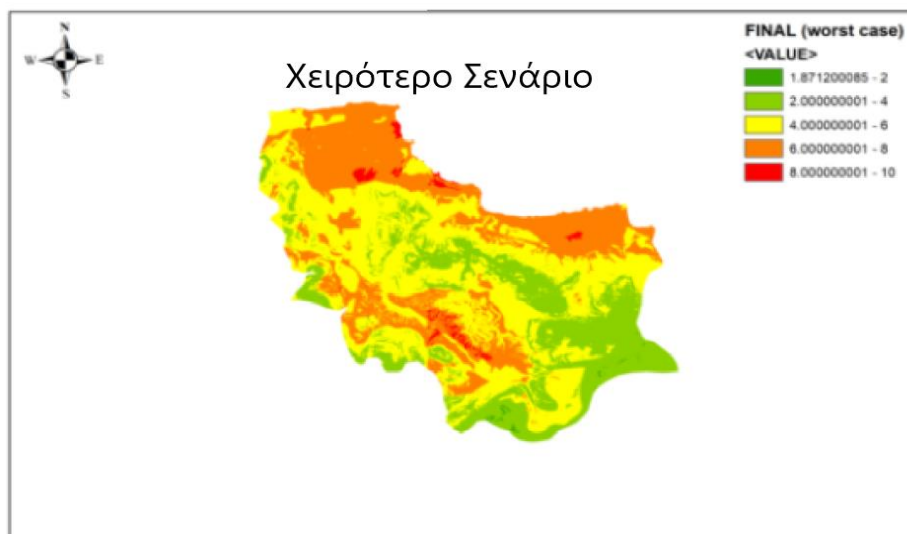 N
W
E
S
Χειρότερο Σενάριο
FINAL (worst case)
<VALUE>
1.871200085 - 2
2.000000001 - 4
4.000000001 - 6
6.000000001 - 8
8.000000001 - 10